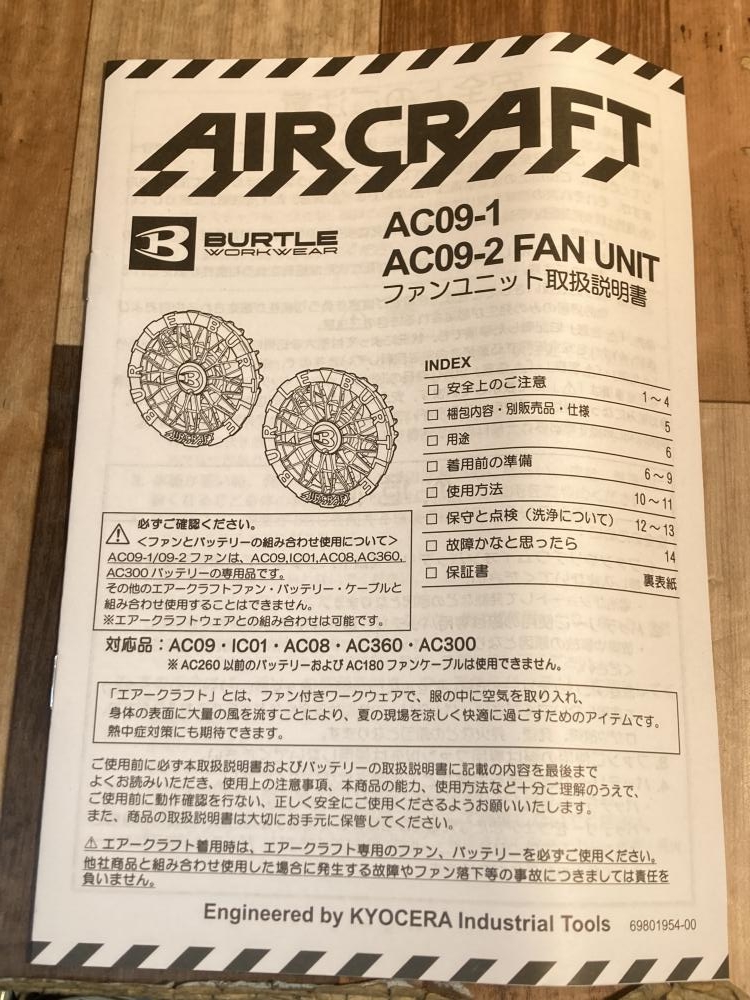 AIRCRAFT
BURTLE
WORKWEAR
AC09-1
AC09-2 FAN UNIT
ファンユニット取扱説明書
BURTLE
BURTLE
AIRCRAFT
BURTLE
BURTLE
AIRCRAFT
INDEX
□ 安全上のご注意 1～4
□ 梱包内容・別販売品・仕様 5
□ 用途 6
□ 着用前の準備 6～9
□ 使用方法 10～11
□ 保守と点検（洗浄について） 12～13
□ 故障かなと思ったら 14
□ 保証書 裏表紙
必ずご確認ください。
＜ファンとバッテリーの組み合わせ使用について＞
AC09-1/09-2 ファンは、AC09,IC01,AC08,AC360,
AC300 バッテリーの専用品です。
その他のエアークラフトファン・バッテリー・ケーブルと
組み合わせ使用することはできません。
※エアークラフトウェアとの組み合わせは可能です。
対応品：AC09・IC01・AC08・AC360・AC300
※ AC260 以前のバッテリーおよび AC180 ファンケーブルは使用できません。
「エアークラフト」とは、ファン付きワークウェアで、服の中に空気を取り入れ、
身体の表面に大量の風を流すことにより、夏の現場を涼しく快適に過ごすためのアイテムです。
熱中症対策にも期待できます。
ご使用前に必ず本取扱説明書およびバッテリーの取扱説明書に記載の内容を最後まで
よくお読みいただき、使用上の注意事項、本商品の能力、使用方法など十分ご理解のうえで、
ご使用前に動作確認を行ない、正しく安全にご使用くださるようお願いいたします。
また、商品の取扱説明書は大切にお手元に保管してください。
⚠ エアークラフト着用時は、エアークラフト専用のファン、バッテリーを必ずご使用ください。
他社商品と組み合わせ使用した場合に発生する故障やファン落下等の事故につきましては責任を
負いません。
Engineered by KYOCERA Industrial Tools 69801954-00